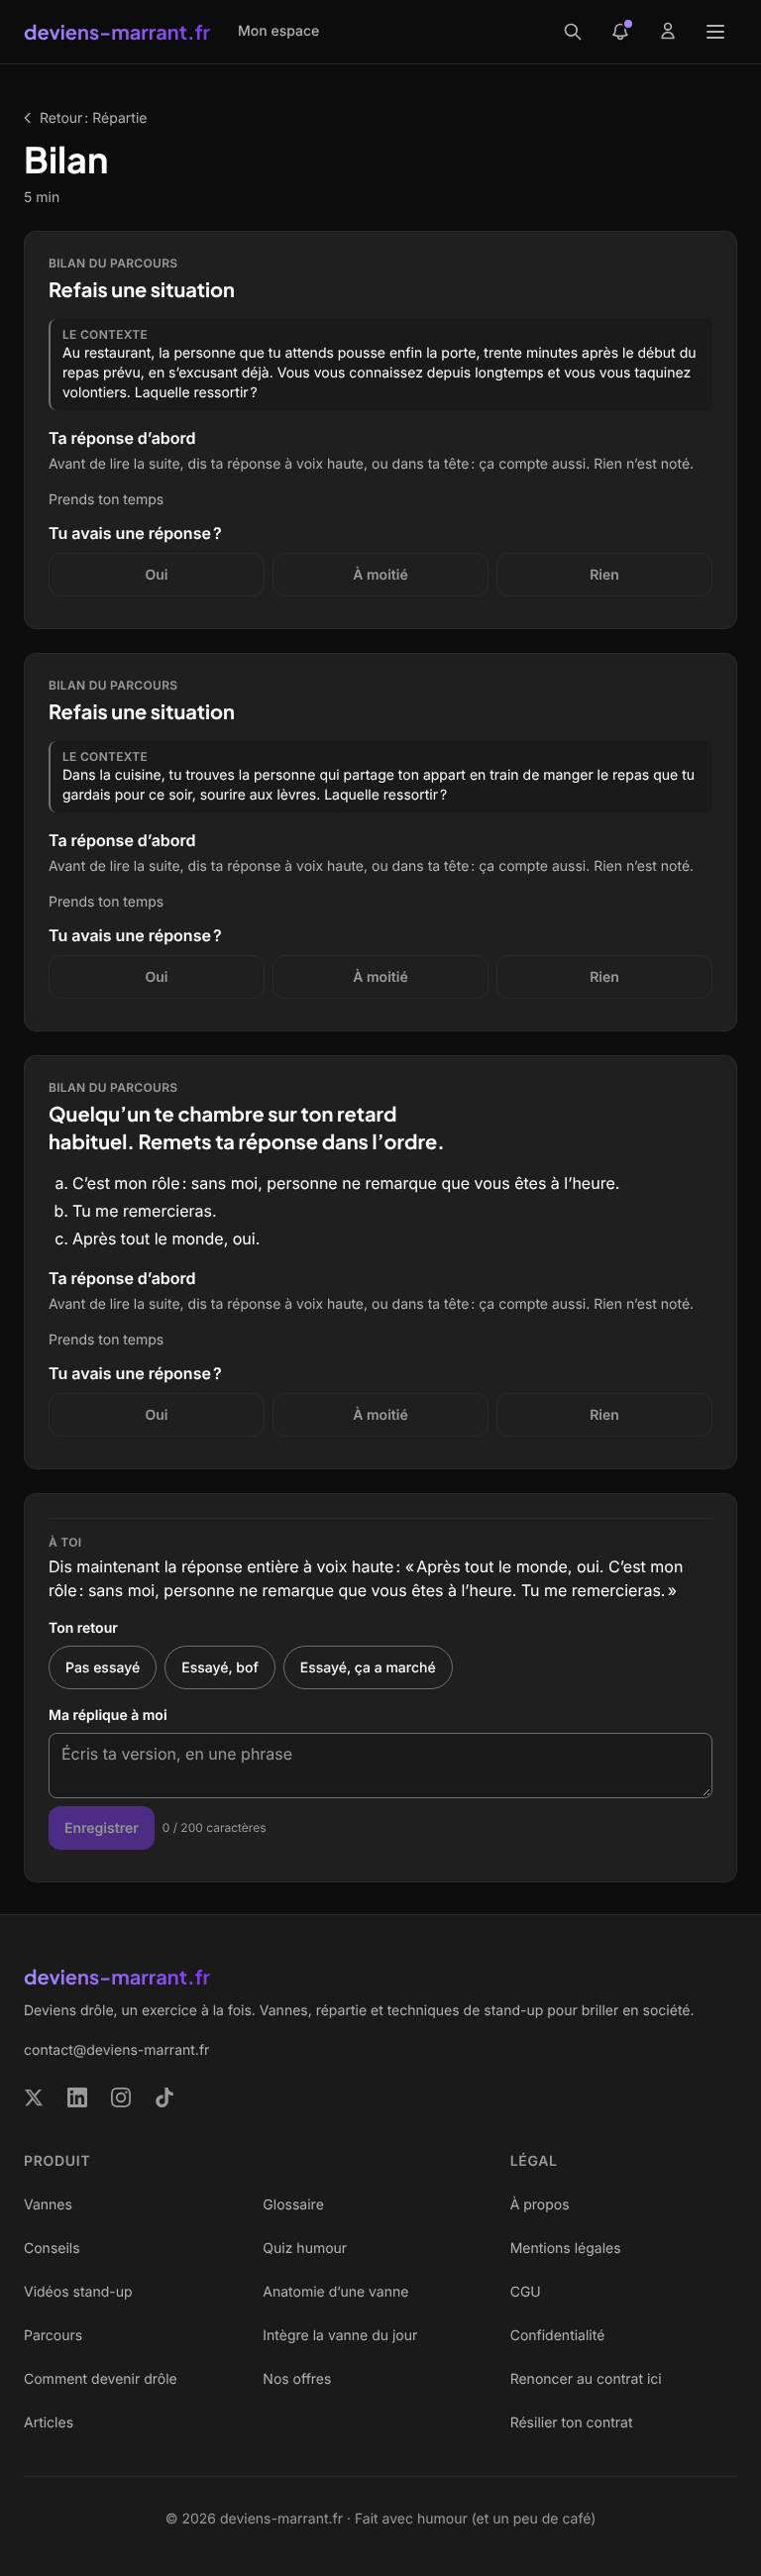 deviens-marrant.fr
Mon espace
Retour : Répartie
Bilan
5 min
BILAN DU PARCOURS
Refais une situation
LE CONTEXTE
Au restaurant, la personne que tu attends pousse enfin la porte, trente minutes après le début du
repas prévu, en s’excusant déjà. Vous vous connaissez depuis longtemps et vous vous taquinez
volontiers. Laquelle ressortir ?
Ta réponse d’abord
Avant de lire la suite, dis ta réponse à voix haute, ou dans ta tête : ça compte aussi. Rien n’est noté.
Prends ton temps
Tu avais une réponse ?
Oui
À moitié
Rien
BILAN DU PARCOURS
Refais une situation
LE CONTEXTE
Dans la cuisine, tu trouves la personne qui partage ton appart en train de manger le repas que tu
gardais pour ce soir, sourire aux lèvres. Laquelle ressortir ?
Ta réponse d’abord
Avant de lire la suite, dis ta réponse à voix haute, ou dans ta tête : ça compte aussi. Rien n’est noté.
Prends ton temps
Tu avais une réponse ?
Oui
À moitié
Rien
BILAN DU PARCOURS
Quelqu’un te chambre sur ton retard
habituel. Remets ta réponse dans l’ordre.
a. C’est mon rôle : sans moi, personne ne remarque que vous êtes à l’heure.
b. Tu me remercieras.
c. Après tout le monde, oui.
Ta réponse d’abord
Avant de lire la suite, dis ta réponse à voix haute, ou dans ta tête : ça compte aussi. Rien n’est noté.
Prends ton temps
Tu avais une réponse ?
Oui
À moitié
Rien
À TOI
Dis maintenant la réponse entière à voix haute : « Après tout le monde, oui. C’est mon
rôle : sans moi, personne ne remarque que vous êtes à l’heure. Tu me remercieras. »
Ton retour
Pas essayé
Essayé, bof
Essayé, ça a marché
Ma réplique à moi
Écris ta version, en une phrase
Enregistrer
0 / 200 caractères
deviens-marrant.fr
Deviens drôle, un exercice à la fois. Vannes, répartie et techniques de stand-up pour briller en société.
contact@deviens-marrant.fr
PRODUIT
Vannes
Conseils
Vidéos stand-up
Parcours
Comment devenir drôle
Articles
Glossaire
Quiz humour
Anatomie d’une vanne
Intègre la vanne du jour
Nos offres
LÉGAL
À propos
Mentions légales
CGU
Confidentialité
Renoncer au contrat ici
Résilier ton contrat
© 2026 deviens-marrant.fr · Fait avec humour (et un peu de café)